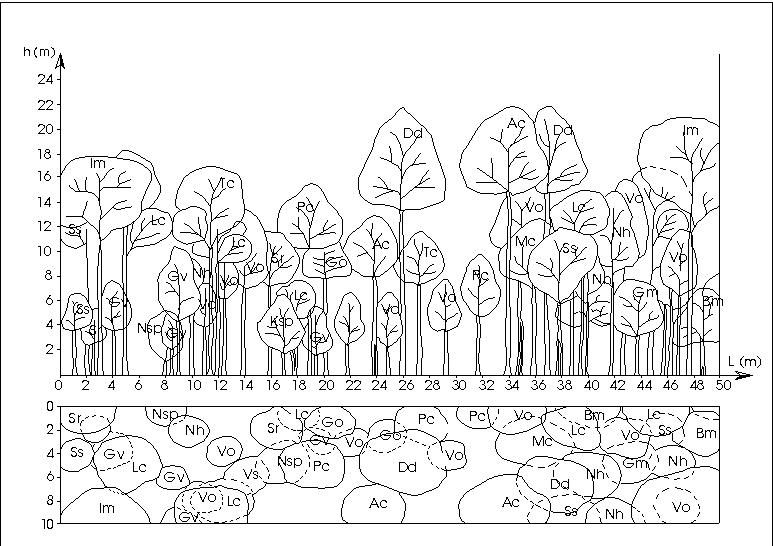 h (m)
24
22
20
18
16
14
12
10
8
6
4
2
Im
Ss
Lc
Ss
Gv
Tc
Lc
Gv
Nh
Vo
Vo
Nsp
Gv
Pc
Sr
Go
Lc
Ksp
Gv
Dd
Ac
Tc
Vo
Vo
Pc
Ac
Dd
Vo
Mc
Lc
Ss
Nh
Vo
Nh
Gm
Im
Vo
Bm
0 2 4 6 8 10 12 14 16 18 20 22 24 26 28 30 32 34 36 38 40 42 44 46 48 50
L (m)
0
2
4
6
8
10
Sr Nsp Lc Go Pc Pc Vo Bm Lc
Nh Sr Gv Vo Go Mc Lc Vo Ss Bm
Ss Gv Lc Vo Nsp Pc Dd Vo Gm Nh
Gv Vs Dd Nh
Im Vo Lc Gv Ac Ac Ss Nh Vo